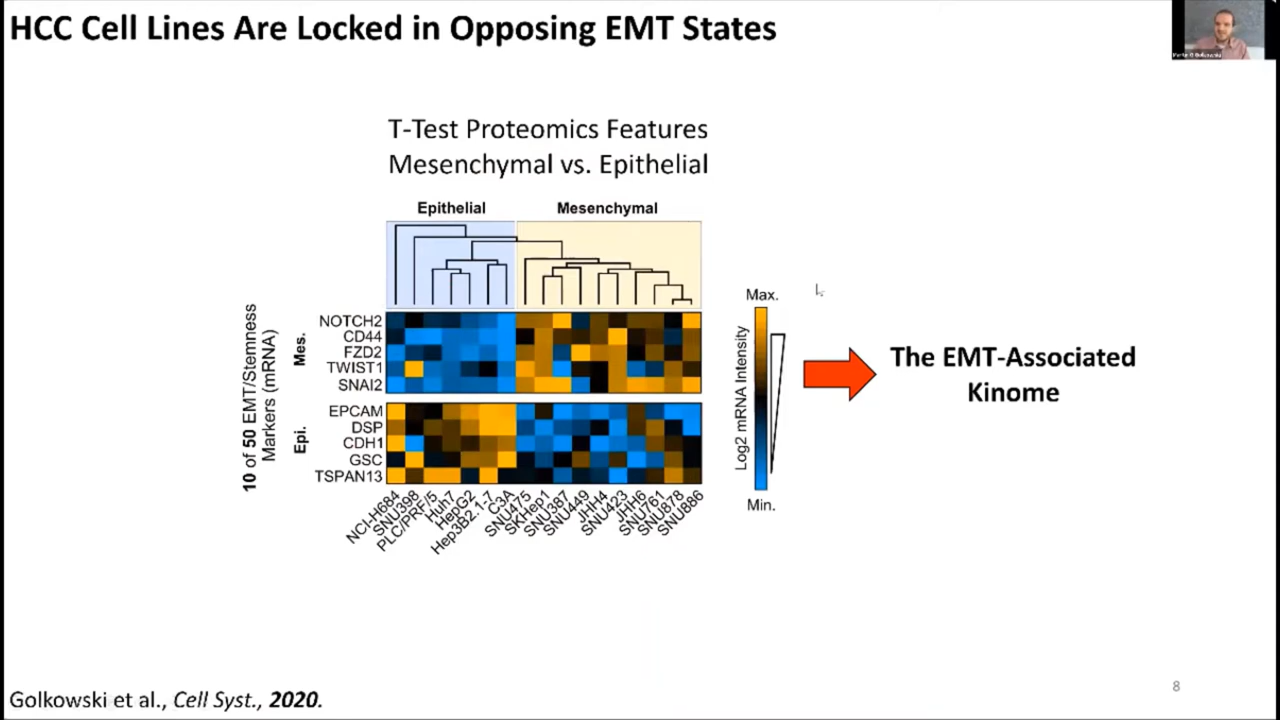 HCC Cell Lines Are Locked in Opposing EMT States
T-Test Proteomics Features
Mesenchymal vs. Epithelial
Epithelial
Mesenchymal
10 of 50 EMT/Stemness
Markers (mRNA)
Mes.
NOTCH2
CD44
FZD2
TWIST1
SNAI2
Epi.
EPCAM
DSP
CDH1
GSC
TSPAN13
NCI-H684
SNU398
PLC/PRF/5
Huh7
HepG2
Hep3B2.1-7
C3A
SNU475
SKHep1
SNU387
SNU449
JHH4
SNU423
JHH6
SNU761
SNU878
SNU886
Max.
Log2 mRNA Intensity
Min.
The EMT-Associated
Kinome
Golkowski et al., Cell Syst., 2020.
8